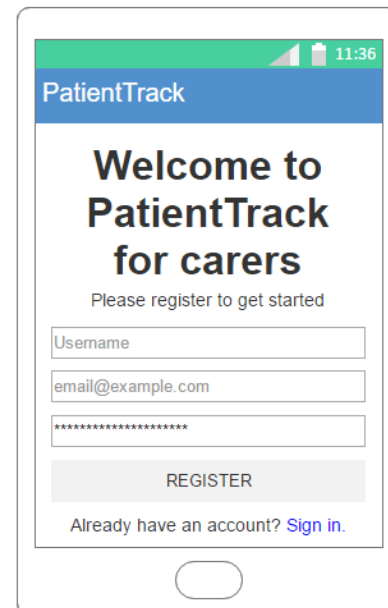 11:36
PatientTrack
Welcome to
PatientTrack
for carers
Please register to get started
Username
email@example.com
*********************
REGISTER
Already have an account? Sign in.